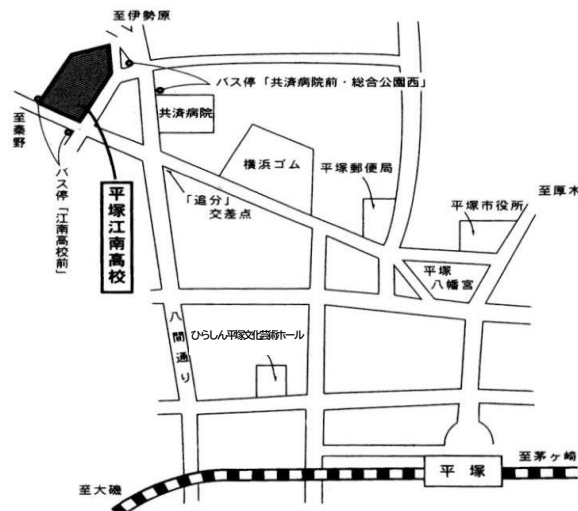 至伊勢原
バス停「共済病院前・総合公園西」
共済病院
至秦野
横浜ゴム
平塚郵便局
至厚木
平塚市役所
バス停「江南高校前」
平塚江南高校
「追分」
交差点
平塚
八幡宮
八間通り
ひらしん平塚文化芸術ホール
至茅ヶ崎
平塚
至大磯